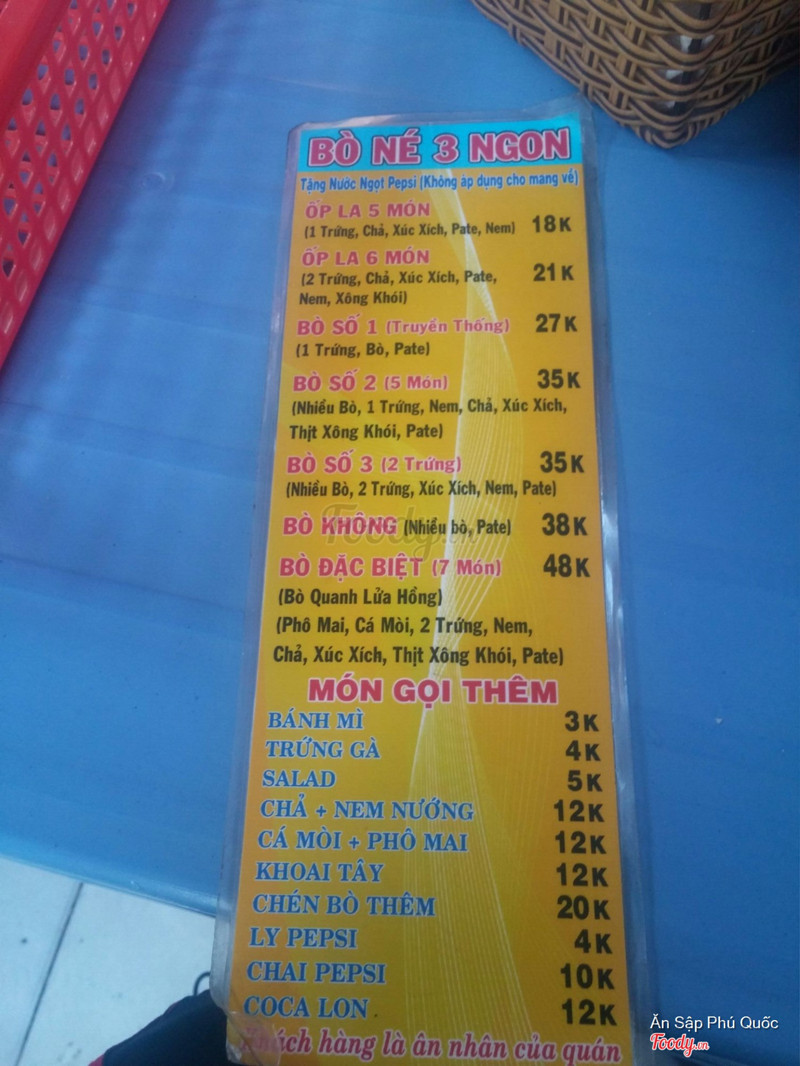 BÒ NÉ 3 NGON
Tặng Nước Ngọt Pepsi (Không áp dụng cho mang về)
ỐP LA 5 MÓN
(1 Trứng, Chả, Xúc Xích, Pate, Nem) 18K
ỐP LA 6 MÓN
(2 Trứng, Chả, Xúc Xích, Pate, 21K
Nem, Xông Khói)
BÒ SỐ 1 (Truyền Thống) 27K
(1 Trứng, Bò, Pate)
BÒ SỐ 2 (5 Món) 35K
(Nhiều Bò, 1 Trứng, Nem, Chả, Xúc Xích,
Thịt Xông Khói, Pate)
BÒ SỐ 3 (2 Trứng) 35K
(Nhiều Bò, 2 Trứng, Xúc Xích, Nem, Pate)
BÒ KHÔNG (Nhiều bò, Pate) 38K
Foody.vn
BÒ ĐẶC BIỆT (7 Món) 48K
(Bò Quanh Lửa Hồng)
(Phô Mai, Cá Mòi, 2 Trứng, Nem,
Chả, Xúc Xích, Thịt Xông Khói, Pate)
MÓN GỌI THÊM
BÁNH MÌ 3K
TRỨNG GÀ 4K
SALAD 5K
CHẢ + NEM NƯỚNG 12K
CÁ MÒI + PHÔ MAI 12K
KHOAI TÂY 12K
CHÉN BÒ THÊM 20K
LY PEPSI 4K
CHAI PEPSI 10K
COCA LON 12K
Khách hàng là ân nhân của quán
Ăn Sập Phú Quốc
Foody.vn